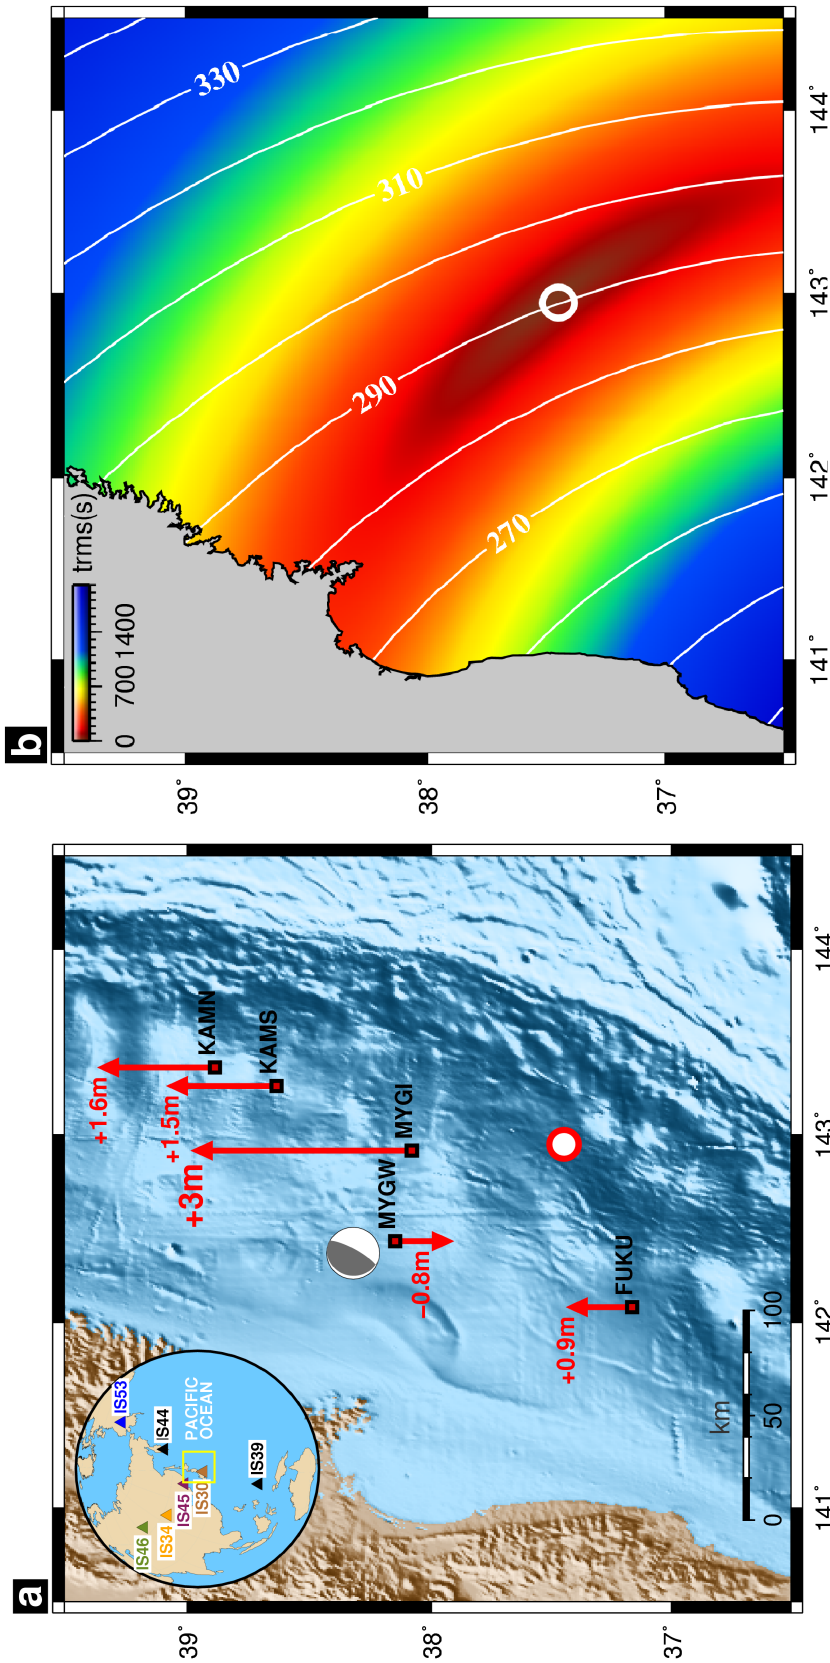 a
IS46
IS34
IS45
IS30
IS53
IS44
IS39
PACIFIC
OCEAN
+1.6m
KAMN
+1.5m
KAMS
+3m
MYGI
MYGW
−0.8m
+0.9m
FUKU
km
0 50 100
39°
38°
37°
141° 142° 143° 144°
b
trms(s)
0 700 1400
330
310
290
270
39°
38°
37°
141° 142° 143° 144°